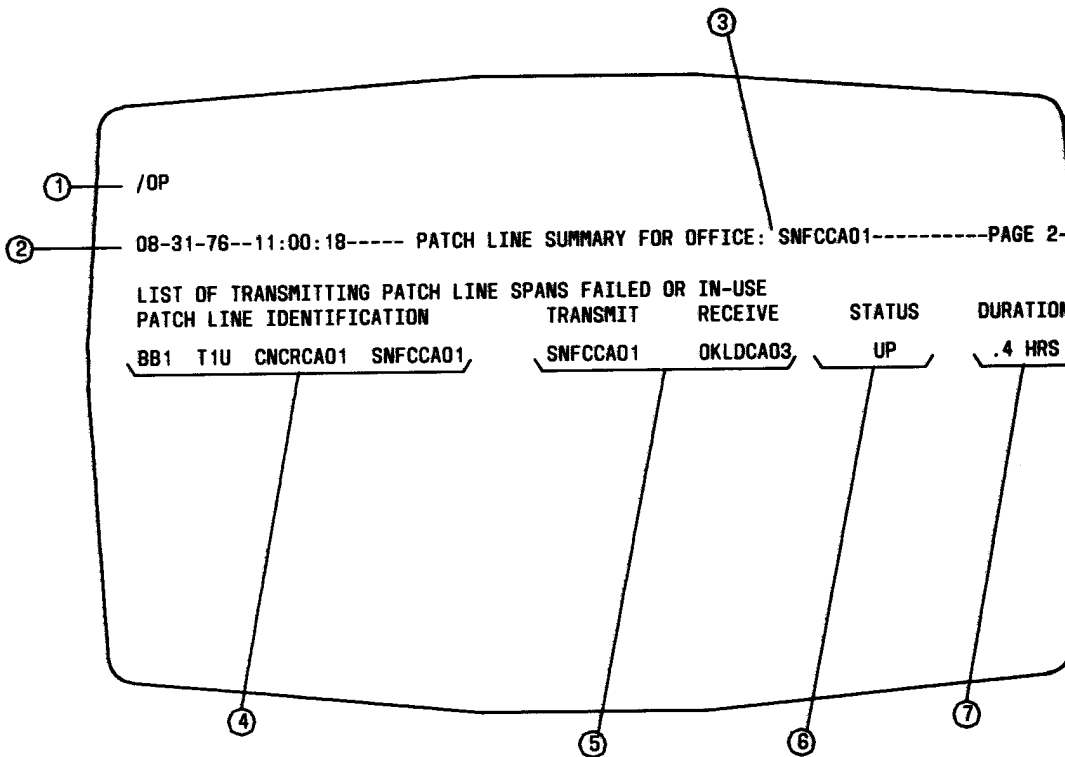 3
1 /OP
2 08-31-76--11:00:18----- PATCH LINE SUMMARY FOR OFFICE: SNFCCA01----------PAGE 2-
LIST OF TRANSMITTING PATCH LINE SPANS FAILED OR IN-USE
PATCH LINE IDENTIFICATION TRANSMIT RECEIVE STATUS DURATION
BB1 T1U CNCRCA01 SNFCCA01 SNFCCA01 OKLDCA03 UP .4 HRS
4 5 6 7